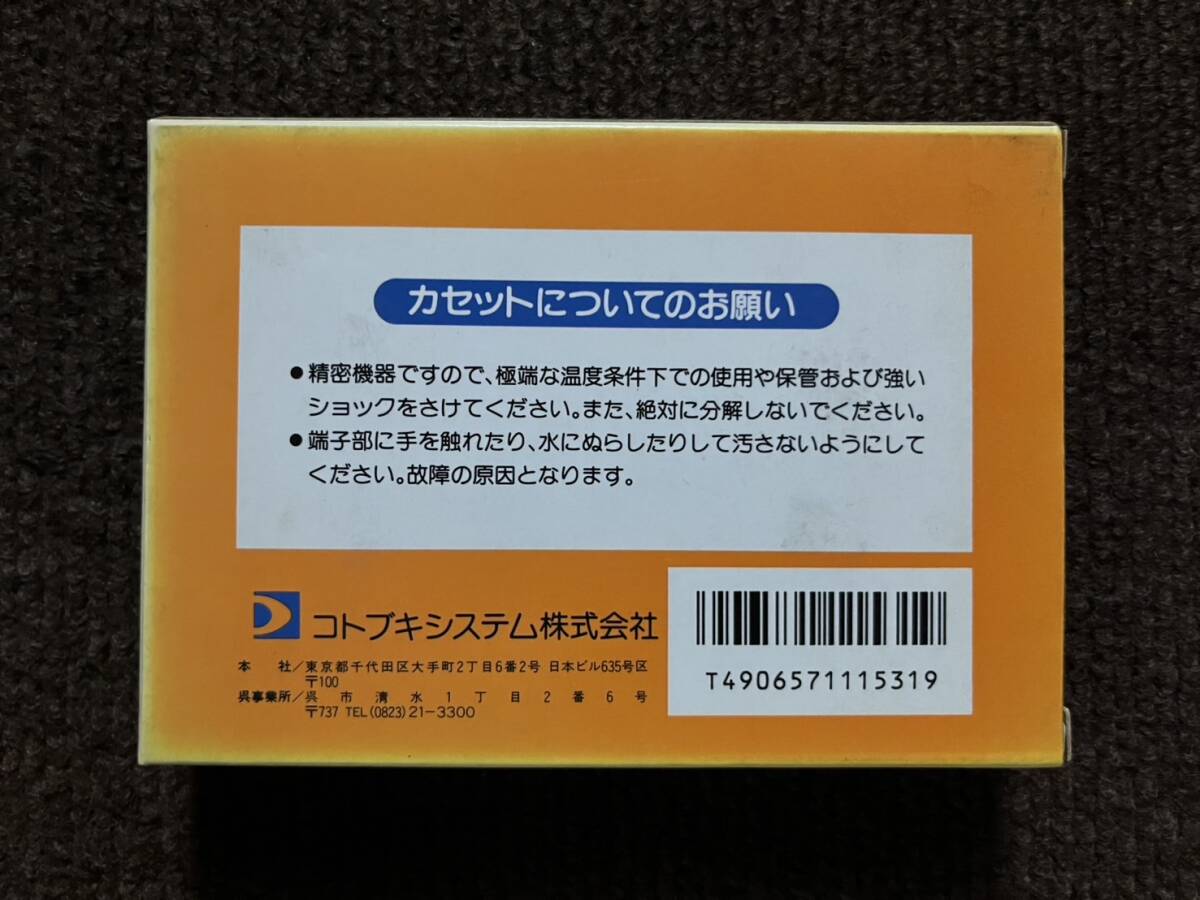 カセットについてのお願い
●精密機器ですので、極端な温度条件下での使用や保管および強い
ショックをさけてください。また、絶対に分解しないでください。
●端子部に手を触れたり、水にぬらしたりして汚さないようにして
ください。故障の原因となります。
コトブキシステム株式会社
本社/東京都千代田区大手町2丁目6番2号 日本ビル635号区
〒100
呉事業所/呉市清水1丁目2番6号
〒737 TEL(0823)21-3300
T4906571115319